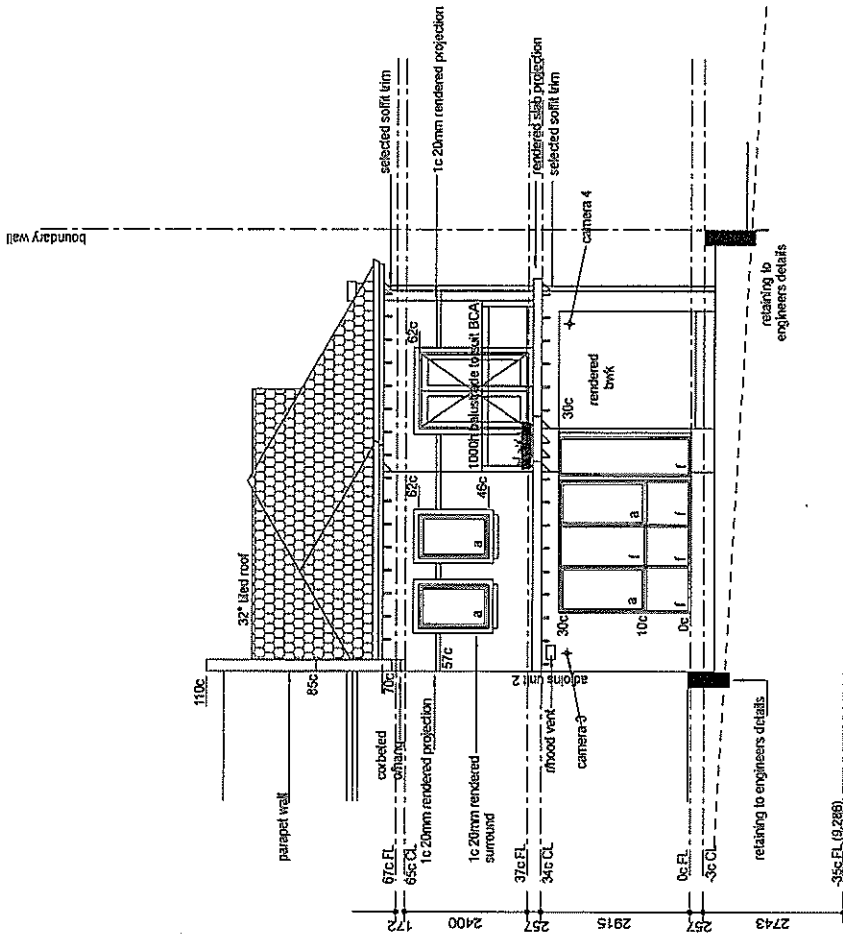 boundary wall
selected soffit trim
1c 20mm rendered projection
rendered slab projection
selected soffit trim
camera 4
retaining to
engineers details
32° tiled roof
62c
1000h balustrade to suit BCA
30c
rendered
bwk
62c
46c
a
a
a
f
a
f
f
f
f
30c
10c
0c
110c
85c
70c
57c
parapet wall
corbeled
o/hang
1c 20mm rendered projection
1c 20mm rendered
surround
adjoins unit 2
r/hood vent
camera 3
retaining to engineers details
67c FL
65c CL
37c FL
34c CL
0c FL
-3c CL
-35c FL (9,286)
172
2400
257
2915
257
2743